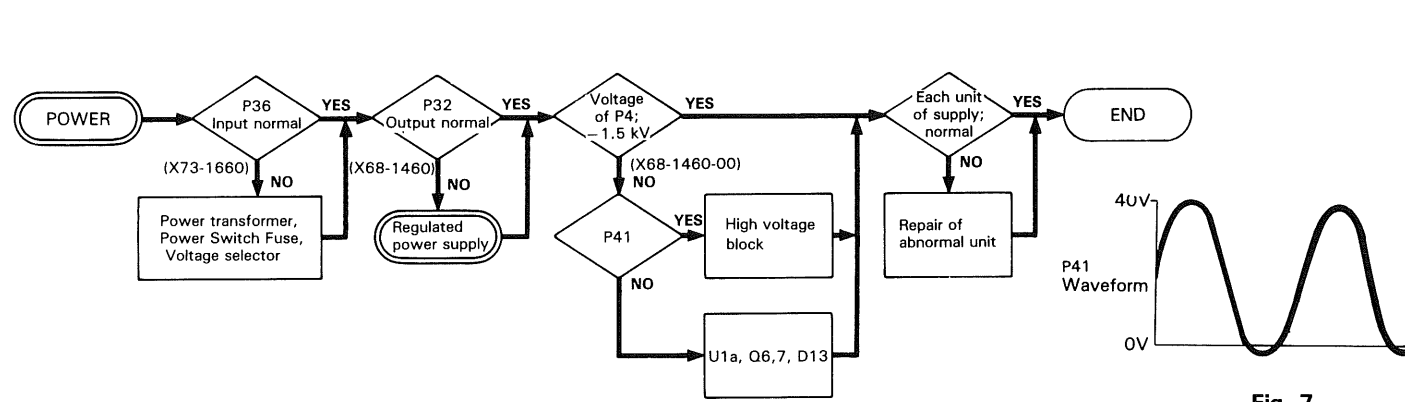 POWER
P36
Input normal
YES
(X73-1660)
NO
Power transformer,
Power Switch Fuse,
Voltage selector
P32
Output normal
YES
(X68-1460)
NO
Regulated
power supply
Voltage
of P4;
−1.5 kV
YES
(X68-1460-00)
NO
P41
YES
High voltage
block
NO
U1a, Q6,7, D13
Each unit
of supply;
normal
YES
NO
Repair of
abnormal unit
END
40V
P41
Waveform
0V
Fig. 7